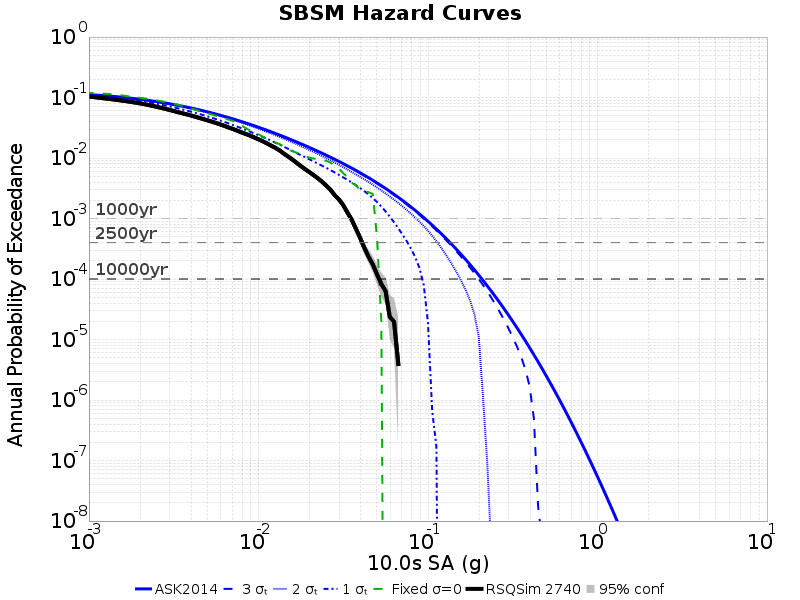 SBSM Hazard Curves
Annual Probability of Exceedance
10^0
10^-1
10^-2
10^-3
10^-4
10^-5
10^-6
10^-7
10^-8
1000yr
2500yr
10000yr
10^-3 10^-2 10^-1 10^0 10^1
10.0s SA (g)
ASK2014 3 σₜ 2 σₜ 1 σₜ Fixed σ=0 RSQSim 2740 95% conf